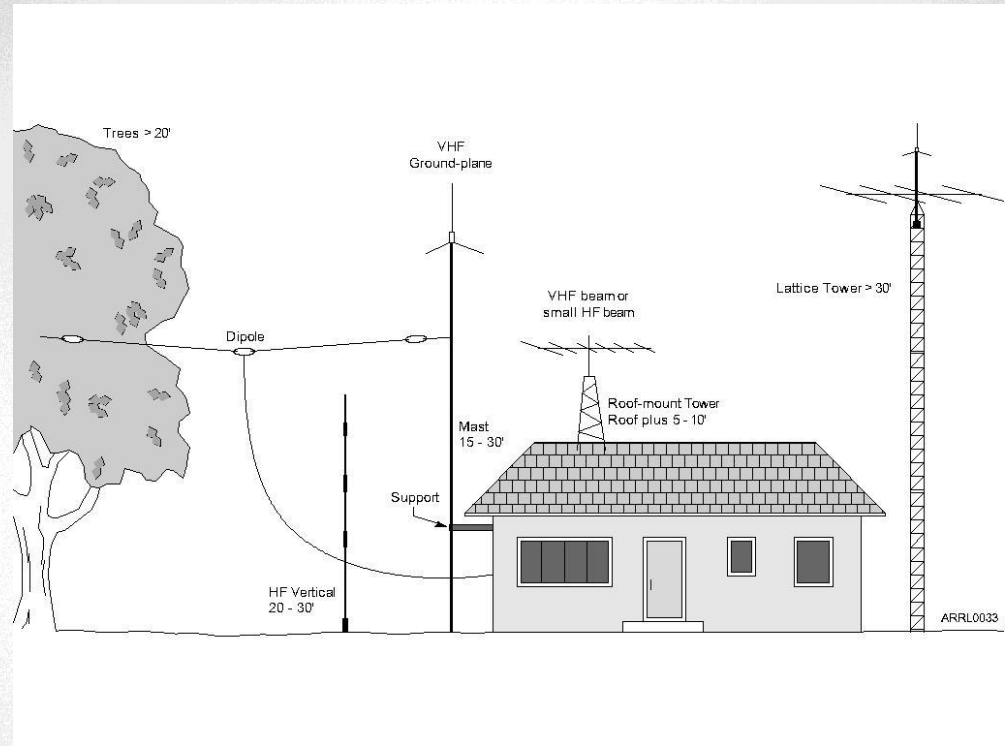 Trees > 20'
VHF
Ground-plane
Lattice Tower > 30'
VHF beam or
small HF beam
Dipole
Roof-mount Tower
Roof plus 5 - 10'
Mast
15 - 30'
Support
HF Vertical
20 - 30'
ARRL0033